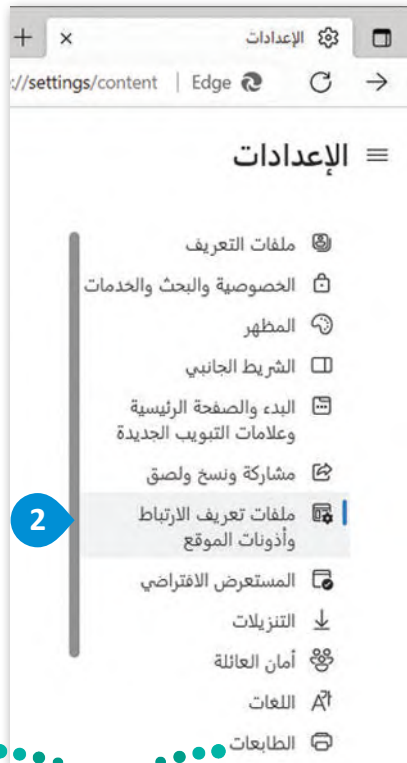 الإعدادات
Edge | ://settings/content
الإعدادات
ملفات التعريف
الخصوصية والبحث والخدمات
المظهر
الشريط الجانبي
البدء والصفحة الرئيسية
وعلامات التبويب الجديدة
مشاركة ونسخ ولصق
ملفات تعريف الارتباط
وأذونات الموقع
2
المستعرض الافتراضي
التنزيلات
أمان العائلة
اللغات
الطابعات